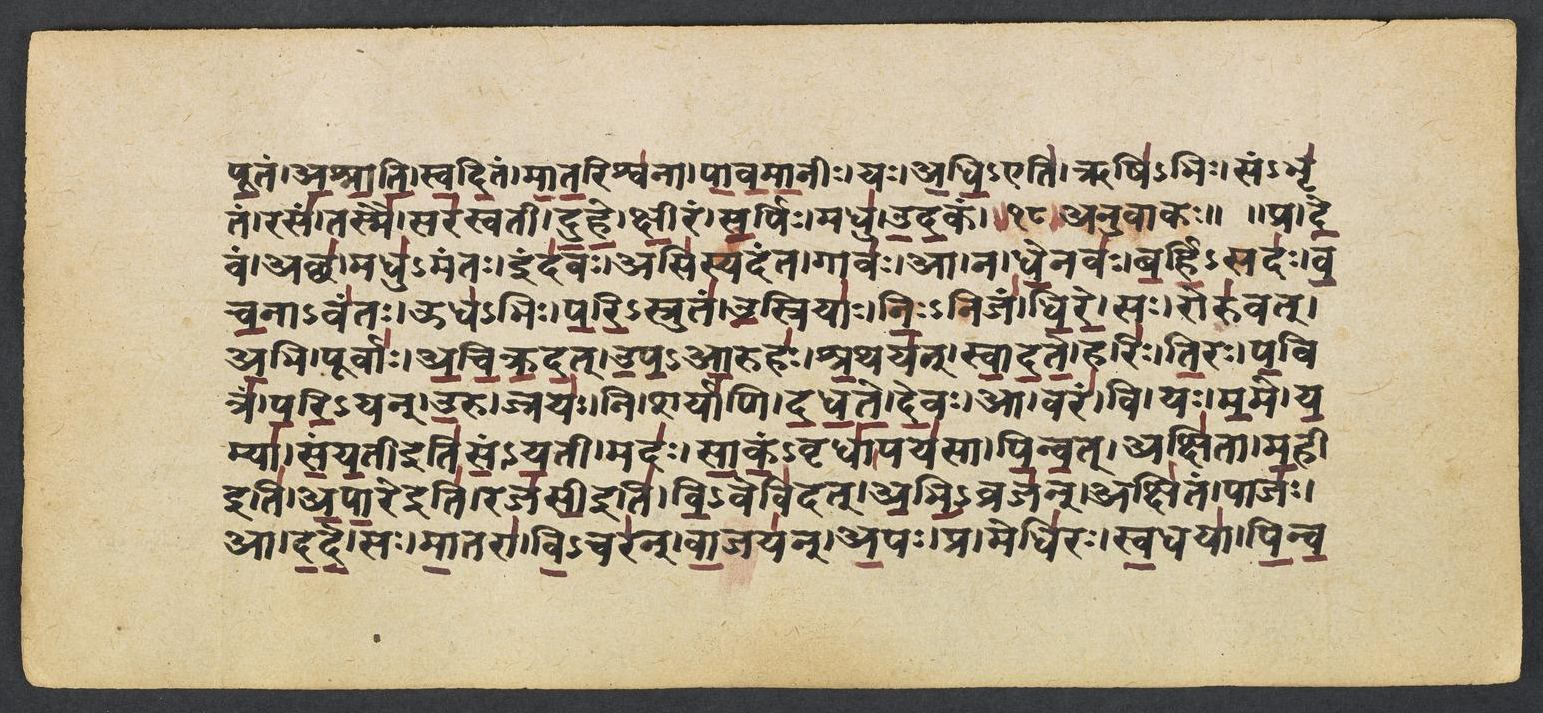 पूतं।अश्नाति।स्वदितं।मातरिश्वना।पावमानीः।यः।अधिऽएति।ऋषिऽभिः।संऽभृ
तं।रसं।तस्मै।सरस्वती।दुहे।क्षीरं।सर्पिः।मधु।उदकं।१८।अनुवाकः॥ ॥प्र।दे
वं।अच्छ।मधुऽमंतः।इंदवः।असिस्यदंत।गावः।आ।न।धेनवः।बर्हिऽसदः।व
चनाऽवंतः।ऊधऽभिः।परिऽस्रुतं।उस्रियाः।निःऽनिजं।धिरे।सः।रोरुवत्।
अभि।पूर्वाः।अचिक्रदत्।उपऽआरुहः।श्रथयन्।स्वादते।हरिः।तिरः।पवि
त्रं।परिऽयन्।उरु।ज्रयः।नि।शर्याणि।दधते।देवः।आ।वरं।वि।यः।ममे।य
म्या।संयतीइति संऽयती।मदः।साकंऽवृधा।पयसा।पिन्वत्।अक्षिता।मही
इति।अपारेइति।रजसीइति।विऽवेविदत्।अभिऽव्रजन्।अक्षितं।पाजः।
आ।ददे।सः।मातरा।विऽचरन्।वाजयन्।अपः।प्र।मेधिरः।स्वधया।पिन्व